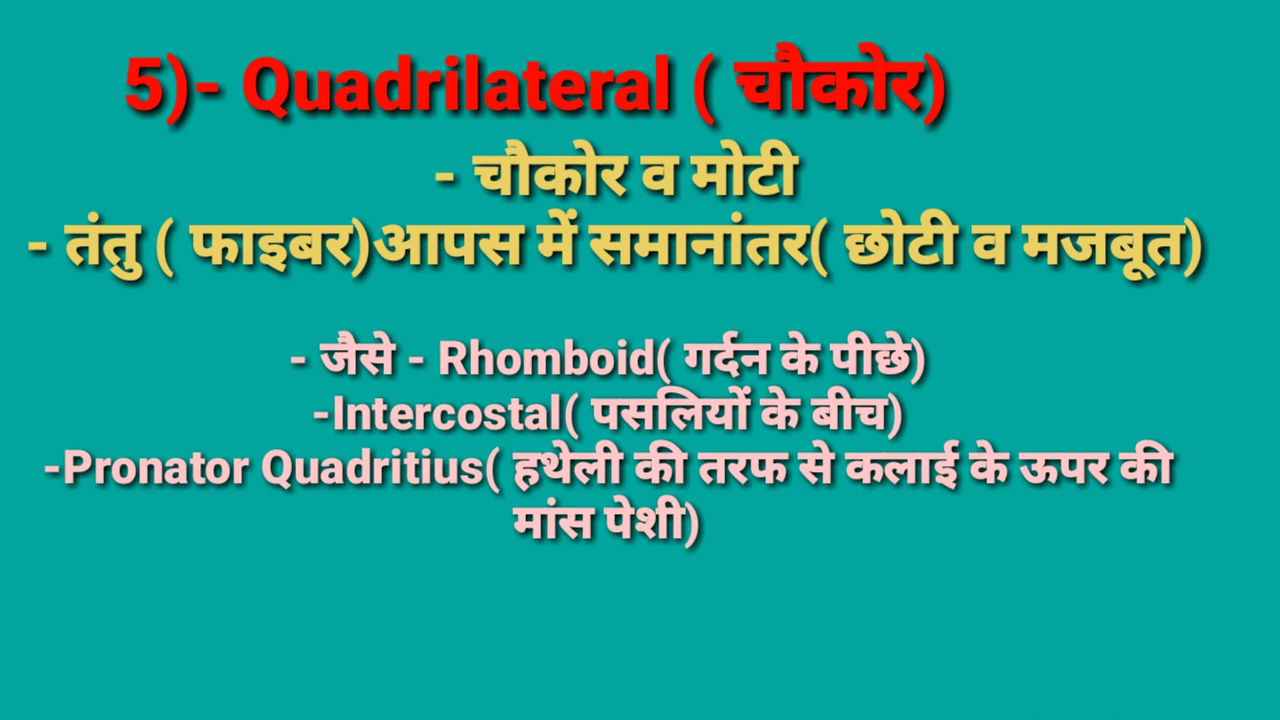 5)- Quadrilateral ( चौकोर)
- चौकोर व मोटी
- तंतु ( फाइबर)आपस में समानांतर( छोटी व मजबूत)
- जैसे - Rhomboid( गर्दन के पीछे)
-Intercostal( पसलियों के बीच)
-Pronator Quadritius( हथेली की तरफ से कलाई के ऊपर की
मांस पेशी)